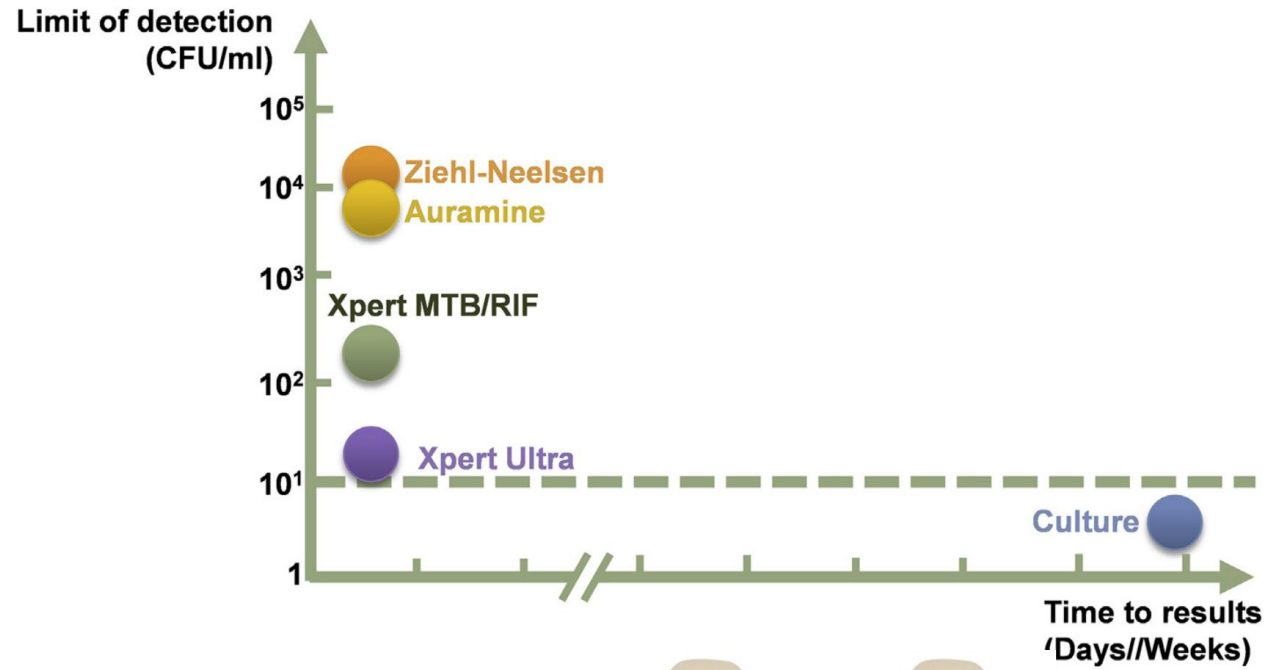 Limit of detection
(CFU/ml)
10⁵
Ziehl-Neelsen
10⁴
Auramine
10³
Xpert MTB/RIF
10²
Xpert Ultra
10¹
Culture
1
Time to results
‘Days//Weeks)